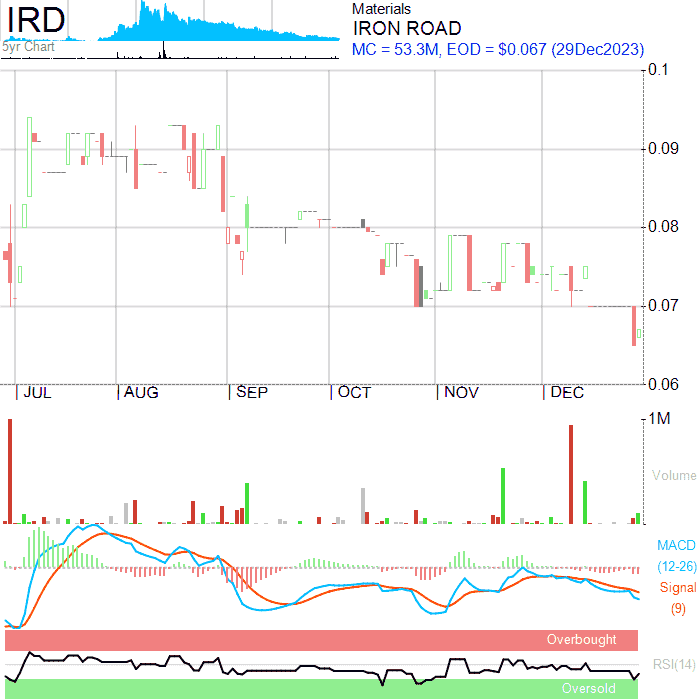 IRD
5yr Chart
Materials
IRON ROAD
MC = 53.3M, EOD = $0.067 (29Dec2023)
0.1
0.09
0.08
0.07
0.06
JUL AUG SEP OCT NOV DEC
1M
Volume
MACD
(12-26)
Signal
(9)
Overbought
RSI(14)
Oversold